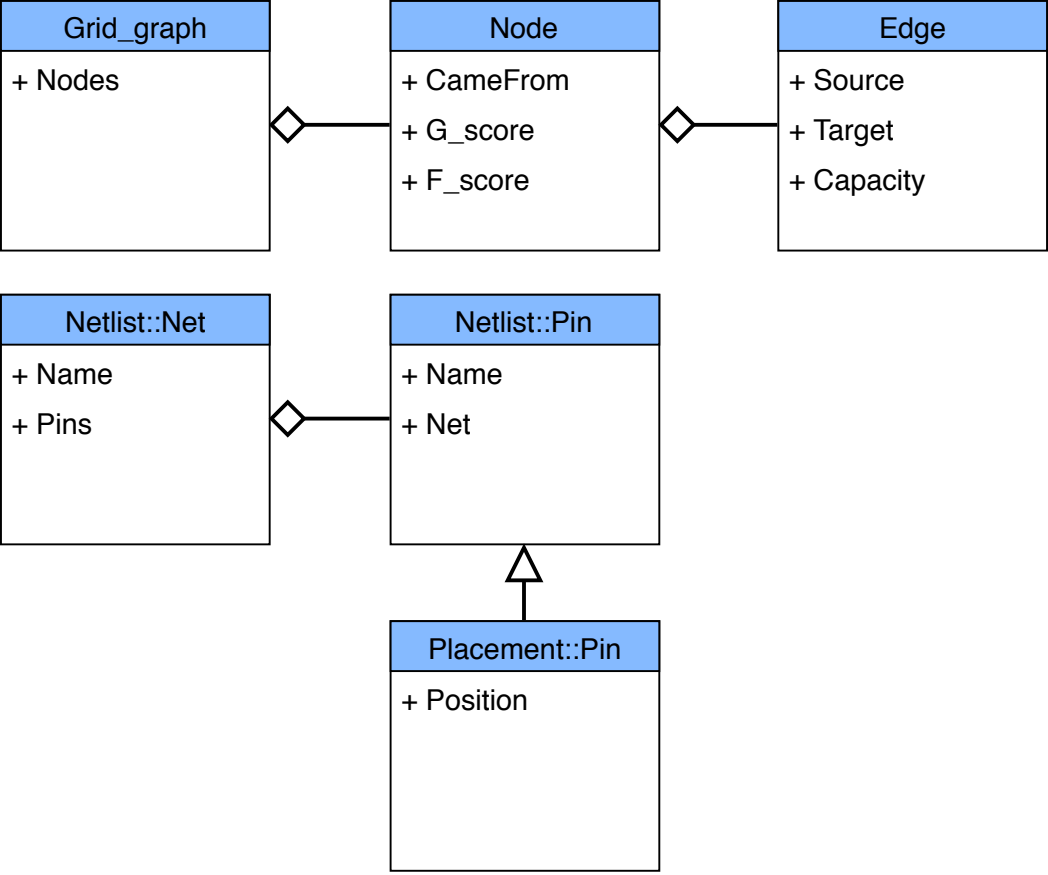 Grid_graph
+ Nodes
Node
+ CameFrom
+ G_score
+ F_score
Edge
+ Source
+ Target
+ Capacity
Netlist::Net
+ Name
+ Pins
Netlist::Pin
+ Name
+ Net
Placement::Pin
+ Position